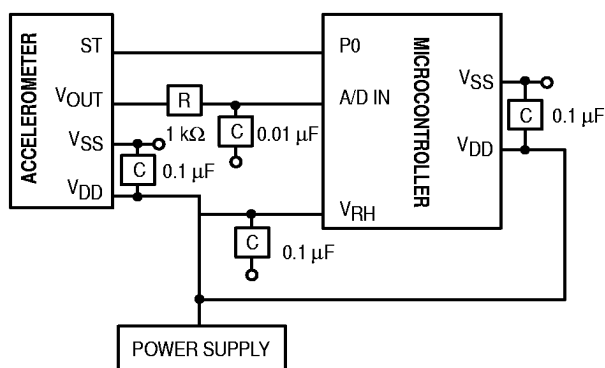 ACCELEROMETER
ST
VOUT
VSS
VDD
R
1 kΩ
C
0.01 µF
C
0.1 µF
C
0.1 µF
P0
A/D IN
VRH
MICROCONTROLLER
VSS
VDD
C
0.1 µF
POWER SUPPLY